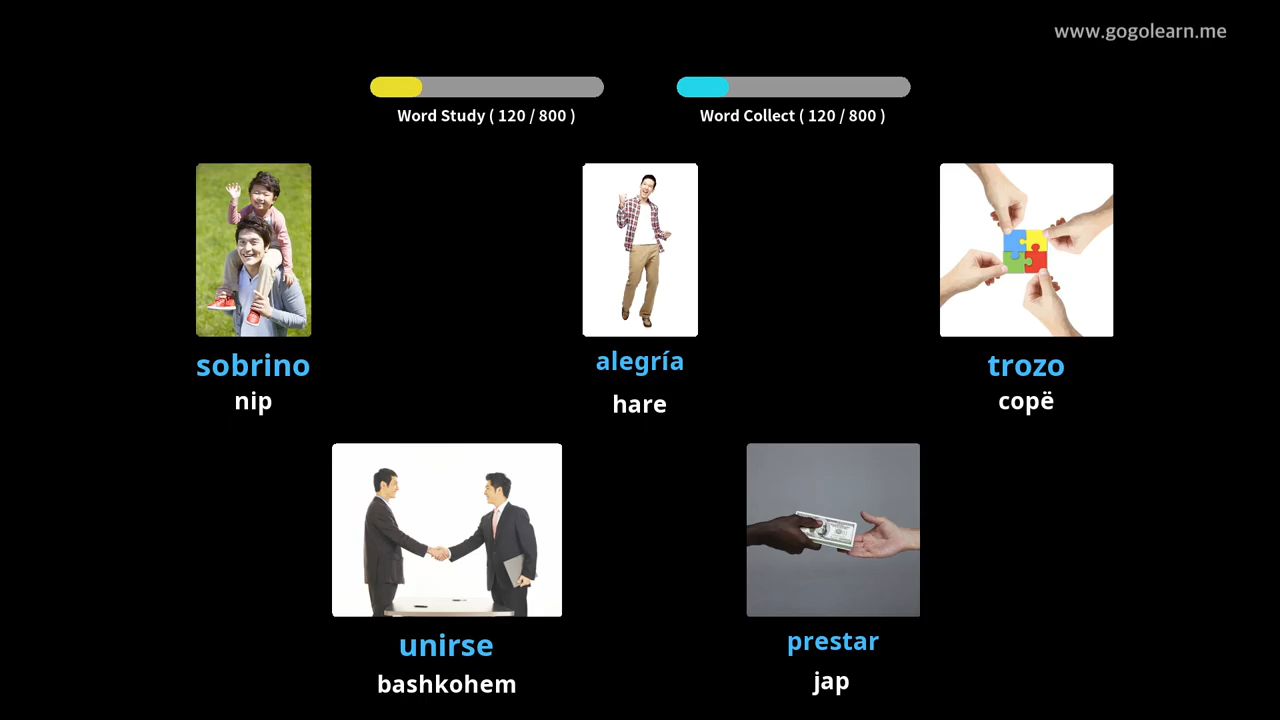 www.gogolearn.me
Word Study ( 120 / 800 )
Word Collect ( 120 / 800 )
sobrino
nip
alegría
hare
trozo
copë
unirse
bashkohem
prestar
jap